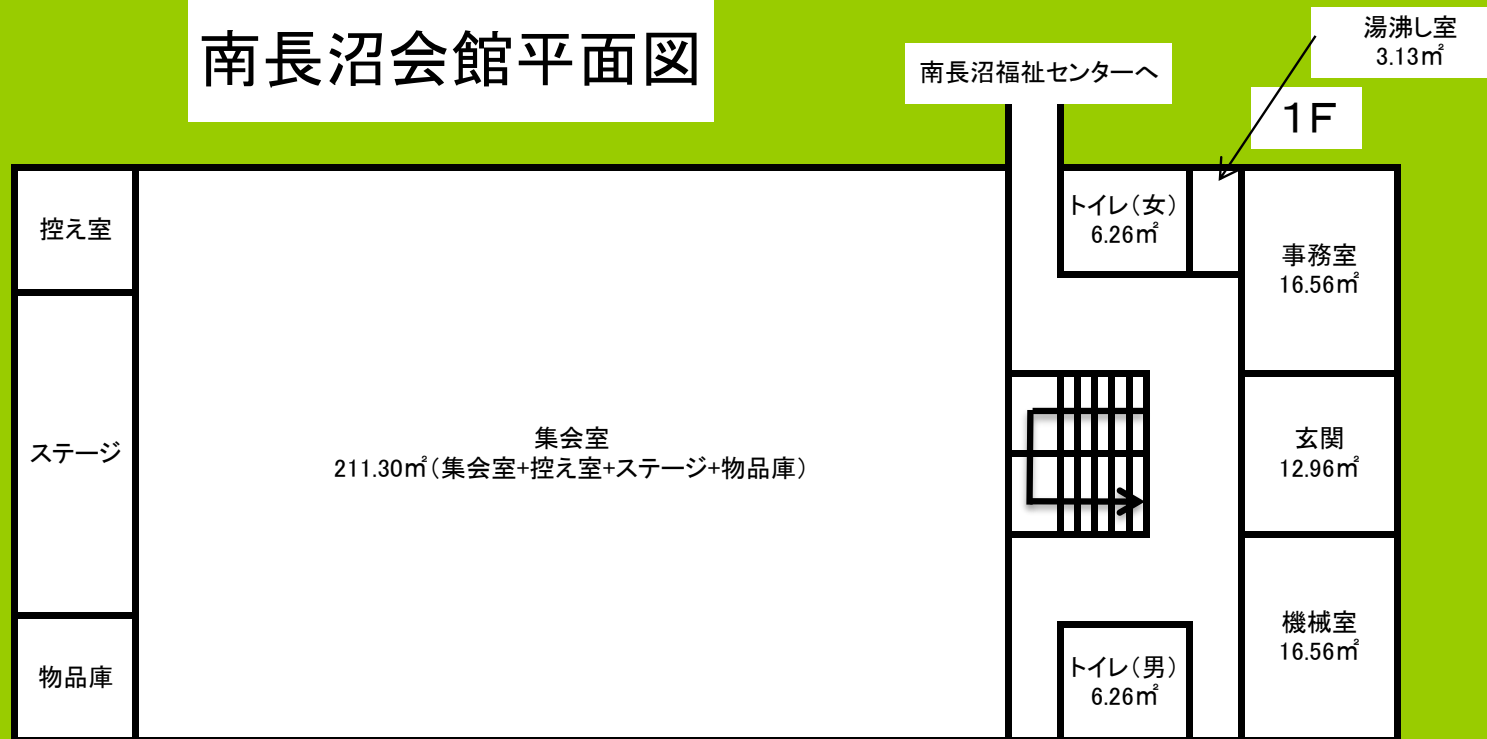 南長沼会館平面図
南長沼福祉センターへ
湯沸し室
3.13㎡
1F
控え室
トイレ(女)
6.26㎡
事務室
16.56㎡
ステージ
集会室
211.30㎡(集会室+控え室+ステージ+物品庫)
玄関
12.96㎡
物品庫
トイレ(男)
6.26㎡
機械室
16.56㎡